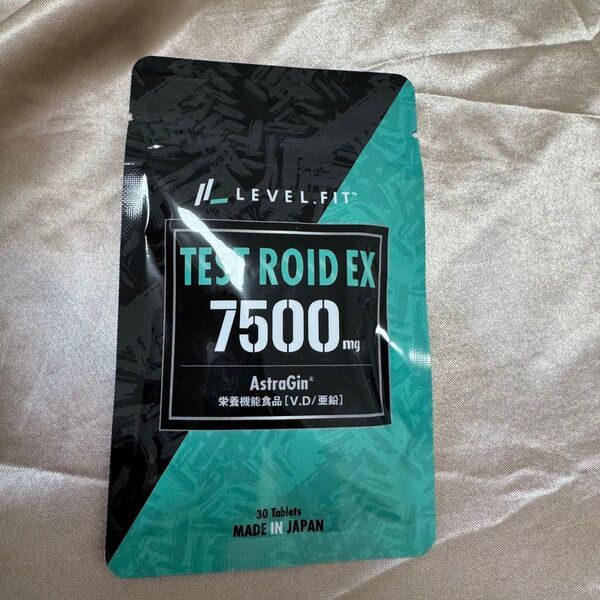 LEVEL.FIT™
TEST ROID EX
7500mg
AstraGin®
栄養機能食品[V.D/亜鉛]
30 Tablets
MADE IN JAPAN